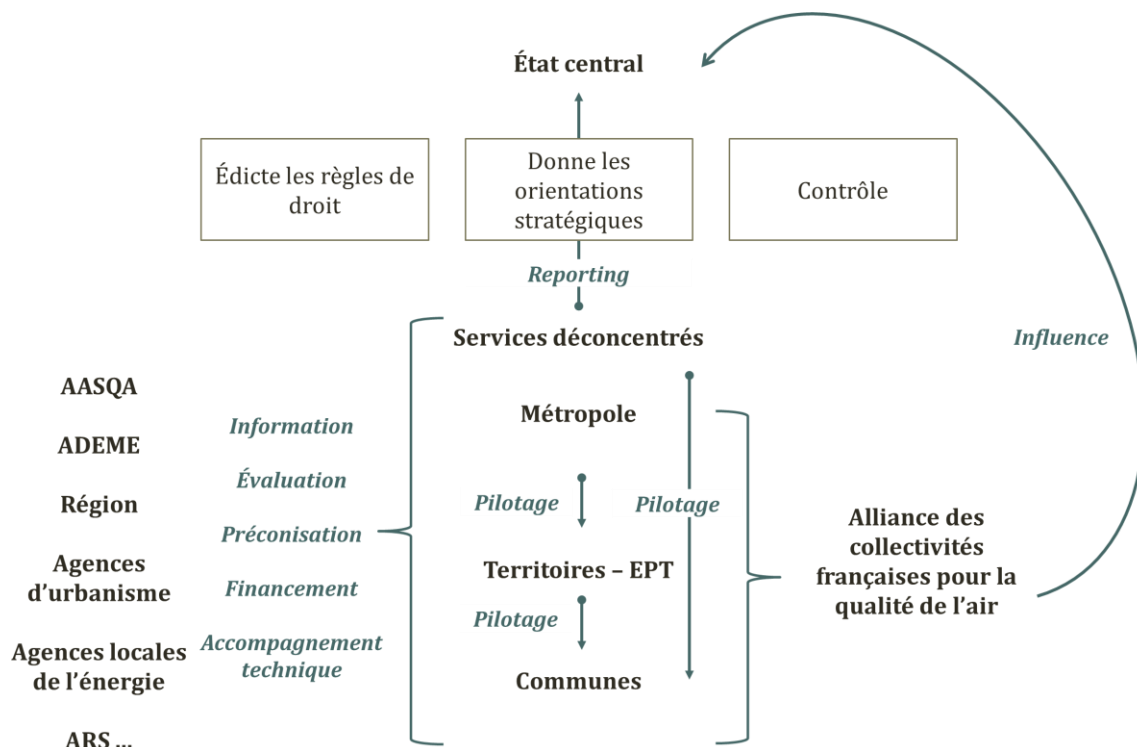 État central
Édicte les règles de
droit
Donne les
orientations
stratégiques
Contrôle
Reporting
Services déconcentrés
Influence
AASQA
ADEME
Région
Agences
d'urbanisme
Agences locales
de l'énergie
ARS ...
Information
Évaluation
Préconisation
Financement
Accompagnement
technique
Métropole
Pilotage
Pilotage
Territoires – EPT
Pilotage
Communes
Alliance des
collectivités
françaises pour la
qualité de l'air